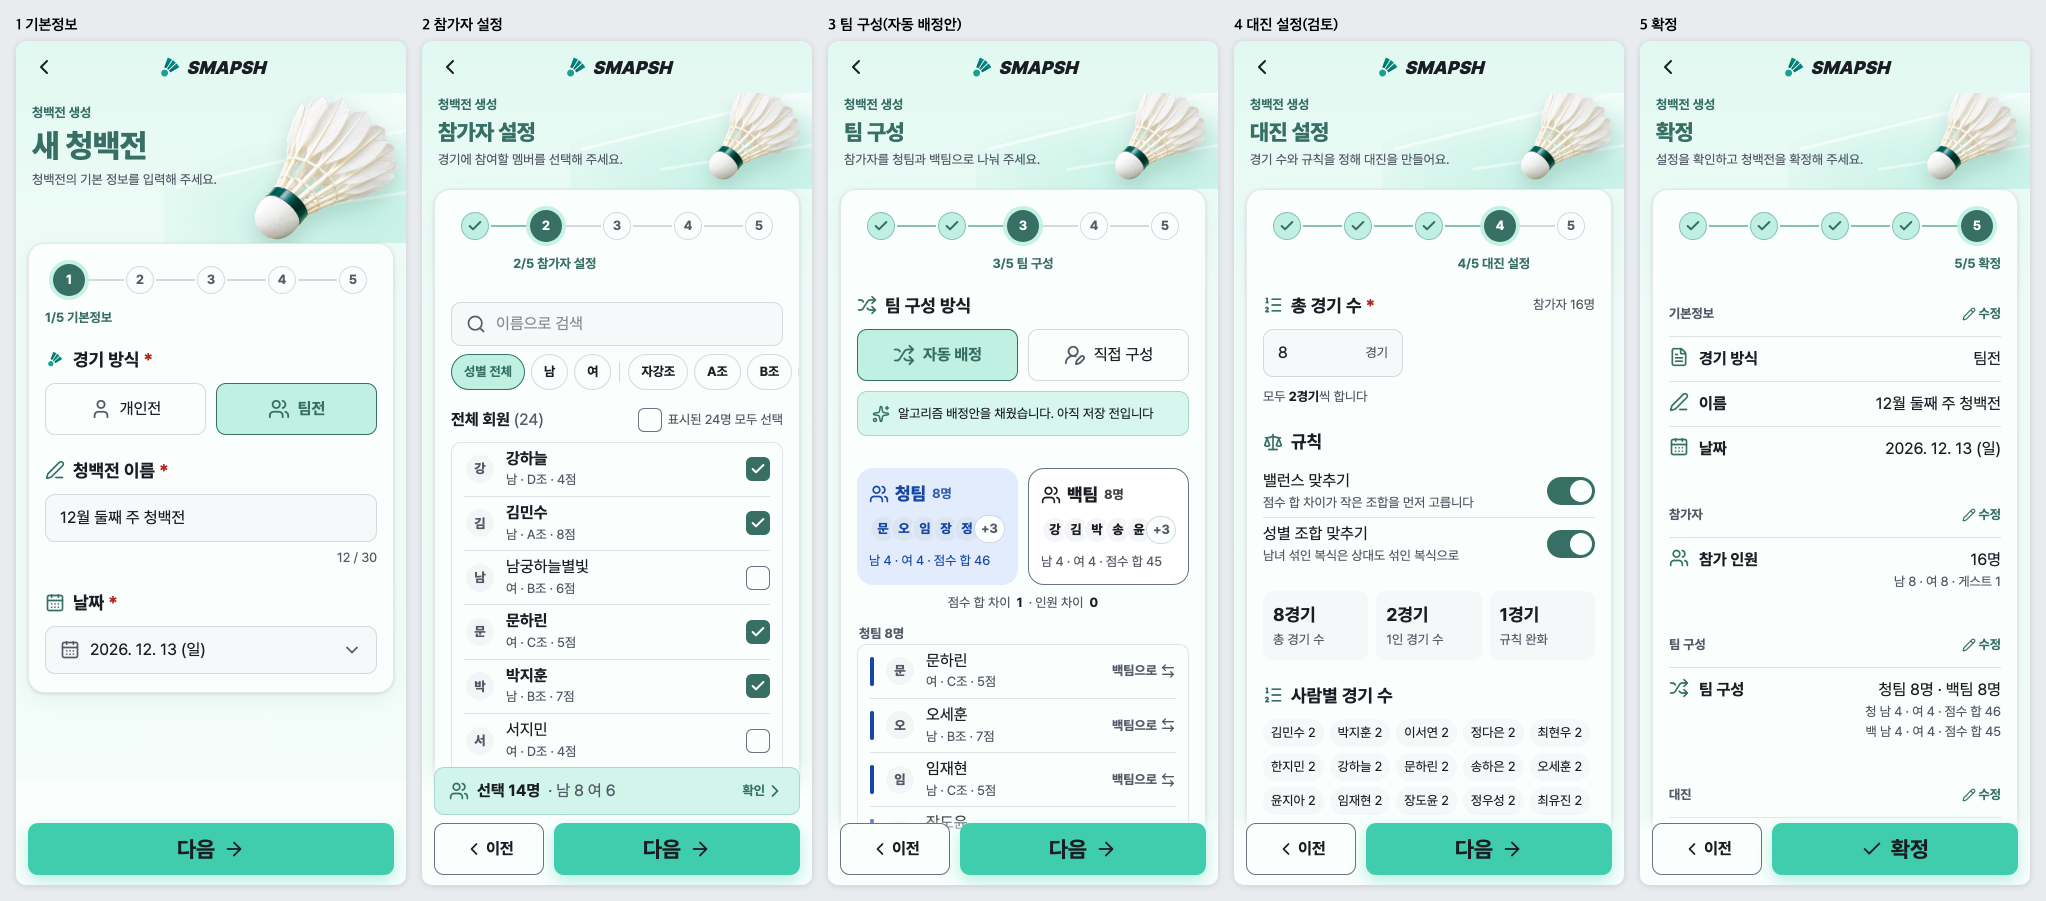 1 기본정보
SMAPSH
청백전 생성
새 청백전
청백전의 기본 정보를 입력해 주세요.
1 2 3 4 5
1/5 기본정보
경기 방식 *
개인전 팀전
청백전 이름 *
12월 둘째 주 청백전
12 / 30
날짜 *
2026. 12. 13 (일)
다음
2 참가자 설정
SMAPSH
청백전 생성
참가자 설정
경기에 참여할 멤버를 선택해 주세요.
2 3 4 5
2/5 참가자 설정
이름으로 검색
성별 전체 남 여 자강조 A조 B조
전체 회원 (24) 표시된 24명 모두 선택
강 강하늘
남 · D조 · 4점
김 김민수
남 · A조 · 8점
남 남궁하늘별빛
여 · B조 · 6점
문 문하린
여 · C조 · 5점
박 박지훈
남 · B조 · 7점
서 서지민
여 · D조 · 4점
선택 14명 · 남 8 여 6 확인
이전 다음
3 팀 구성(자동 배정안)
SMAPSH
청백전 생성
팀 구성
참가자를 청팀과 백팀으로 나눠 주세요.
3 4 5
3/5 팀 구성
팀 구성 방식
자동 배정 직접 구성
알고리즘 배정안을 채웠습니다. 아직 저장 전입니다
청팀 8명
문 오 임 장 정 +3
남 4 · 여 4 · 점수 합 46
백팀 8명
강 김 박 송 윤 +3
남 4 · 여 4 · 점수 합 45
점수 합 차이 1 · 인원 차이 0
청팀 8명
문 문하린 백팀으로
여 · C조 · 5점
오 오세훈 백팀으로
남 · B조 · 7점
임 임재현 백팀으로
남 · C조 · 5점
장도윤
이전 다음
4 대진 설정(검토)
SMAPSH
청백전 생성
대진 설정
경기 수와 규칙을 정해 대진을 만들어요.
4 5
4/5 대진 설정
총 경기 수 * 참가자 16명
8 경기
모두 2경기씩 합니다
규칙
밸런스 맞추기
점수 합 차이가 작은 조합을 먼저 고릅니다
성별 조합 맞추기
남녀 섞인 복식은 상대도 섞인 복식으로
8경기 2경기 1경기
총 경기 수 1인 경기 수 규칙 완화
사람별 경기 수
김민수 2 박지훈 2 이서연 2 정다은 2 최현우 2
한지민 2 강하늘 2 문하린 2 송하은 2 오세훈 2
윤지아 2 임재현 2 장도윤 2 정우성 2 최유진 2
이전 다음
5 확정
SMAPSH
청백전 생성
확정
설정을 확인하고 청백전을 확정해 주세요.
5
5/5 확정
기본정보 수정
경기 방식 팀전
이름 12월 둘째 주 청백전
날짜 2026. 12. 13 (일)
참가자 수정
참가 인원 16명
남 8 · 여 8 · 게스트 1
팀 구성 수정
팀 구성 청팀 8명 · 백팀 8명
청 남 4 · 여 4 · 점수 합 46
백 남 4 · 여 4 · 점수 합 45
대진 수정
이전 확정